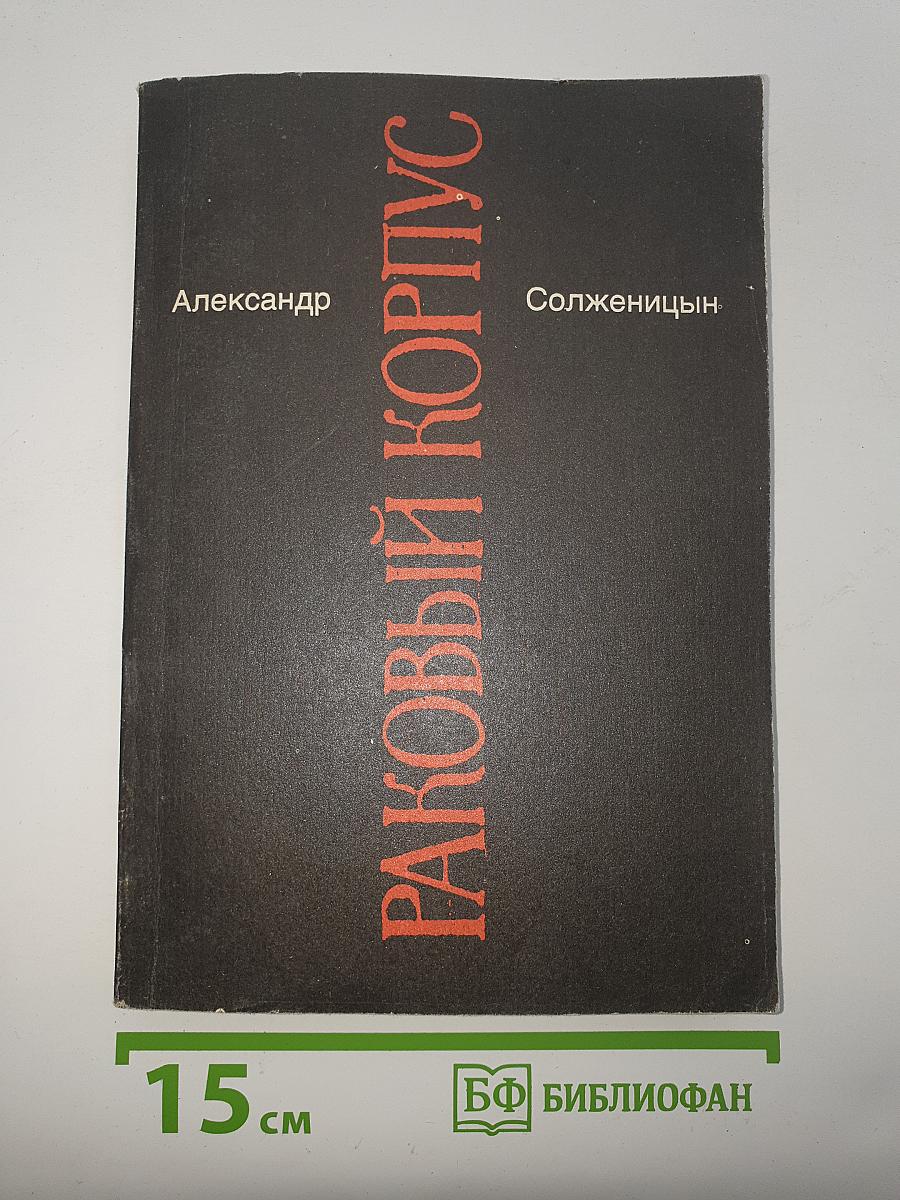 Александр
РАКОВЫЙ КОРПУС
Солженицын
15 см
БФ БИБЛИОФАН